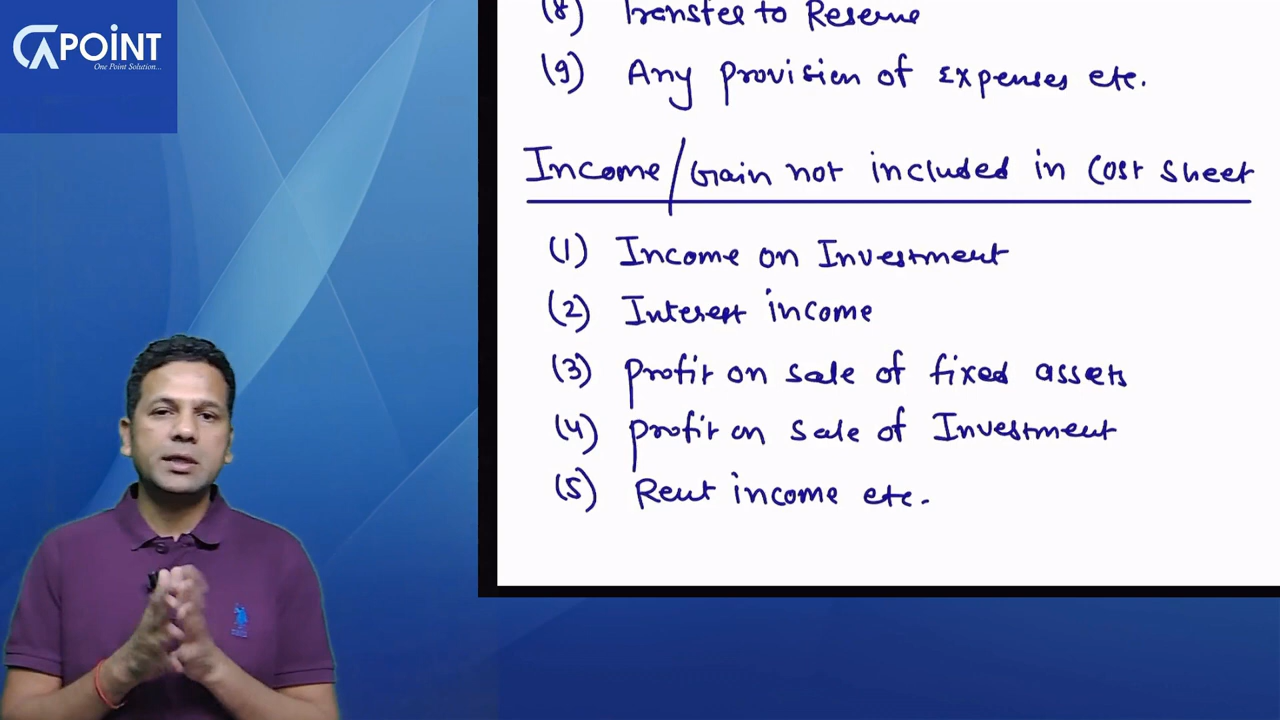 CAPOiNT
One Point Solution...
(8) Transfer to Reserve
(9) Any provision of Expenses etc.
Income/Gain not included in Cost Sheet
(1) Income on Investment
(2) Interest income
(3) profit on sale of fixed assets
(4) profit on sale of Investment
(5) Rent income etc.